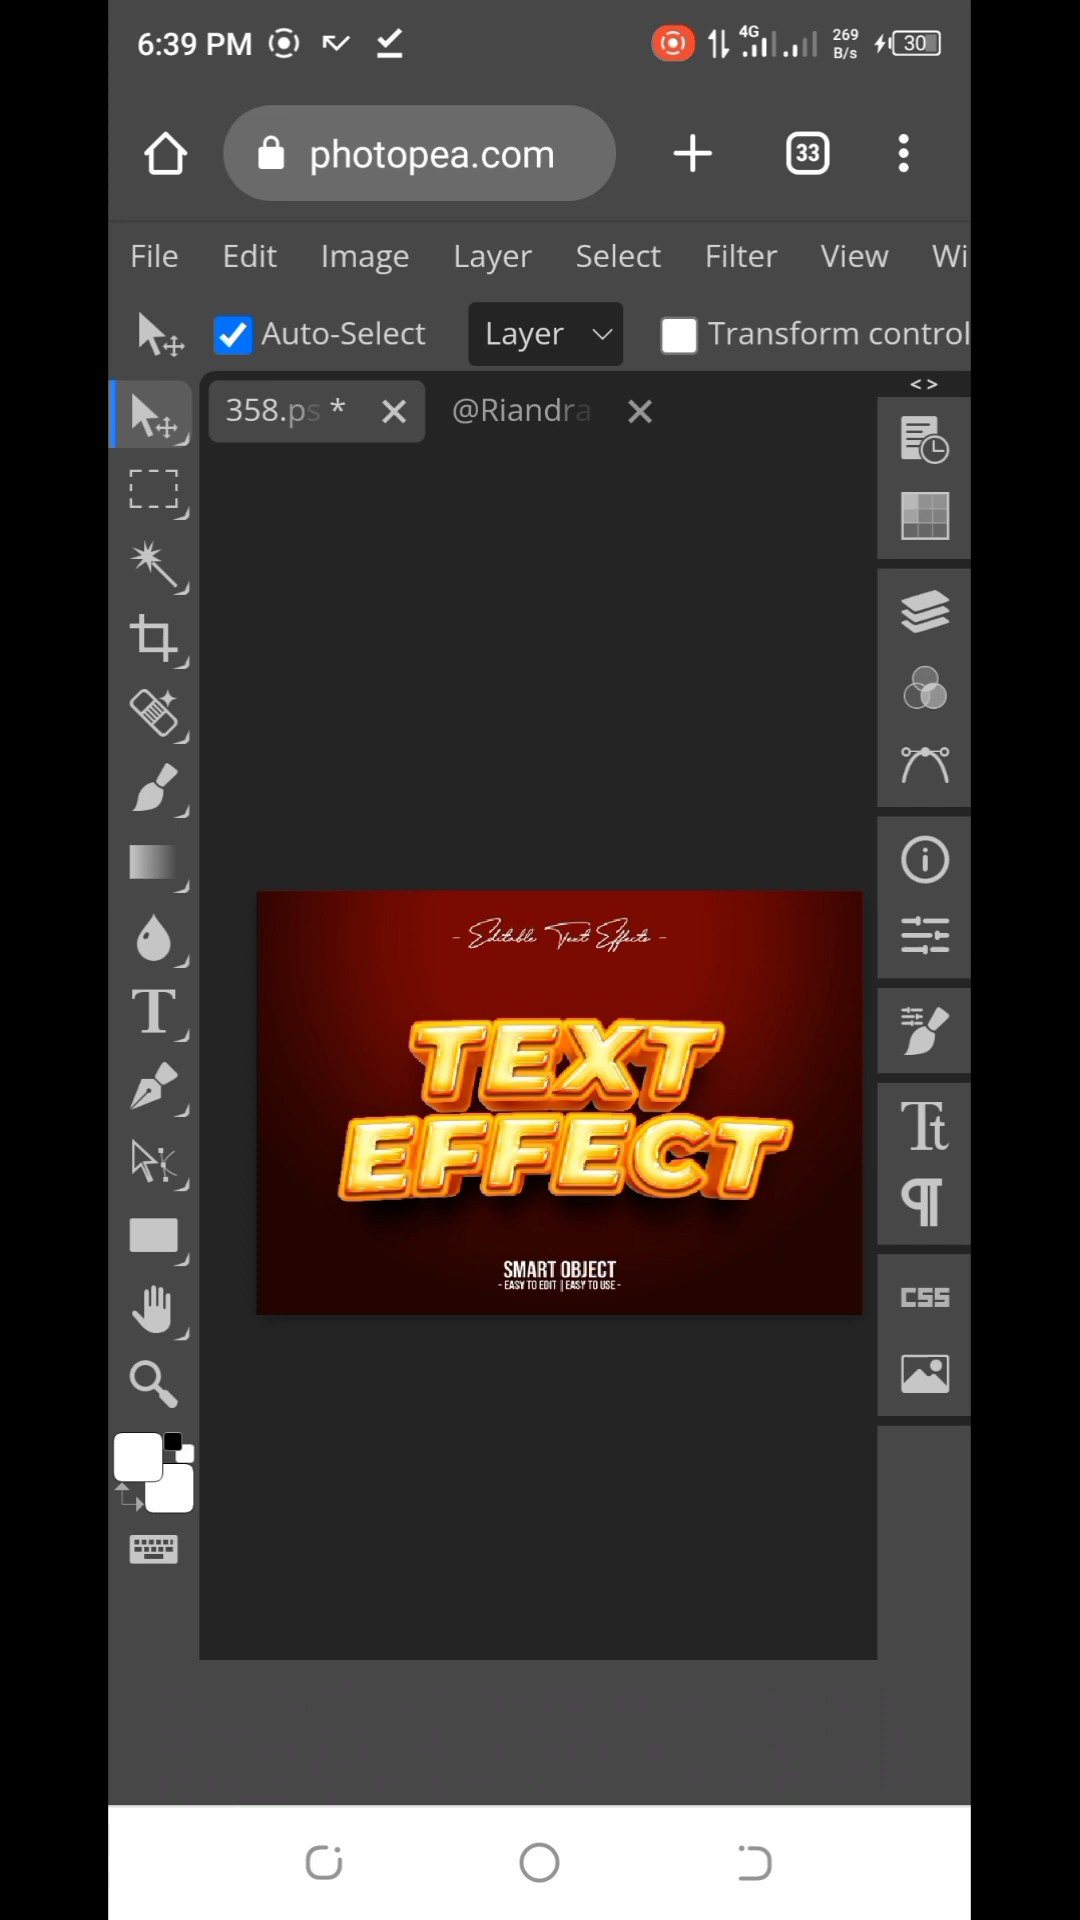 6:39 PM 4G 269 B/s 30
photopea.com 33
File Edit Image Layer Select Filter View Wi
Auto-Select Layer Transform control
358.ps * @Riandra
- Editable Text Effects -
TEXT
EFFECT
SMART OBJECT
- EASY TO EDIT | EASY TO USE -
CSS